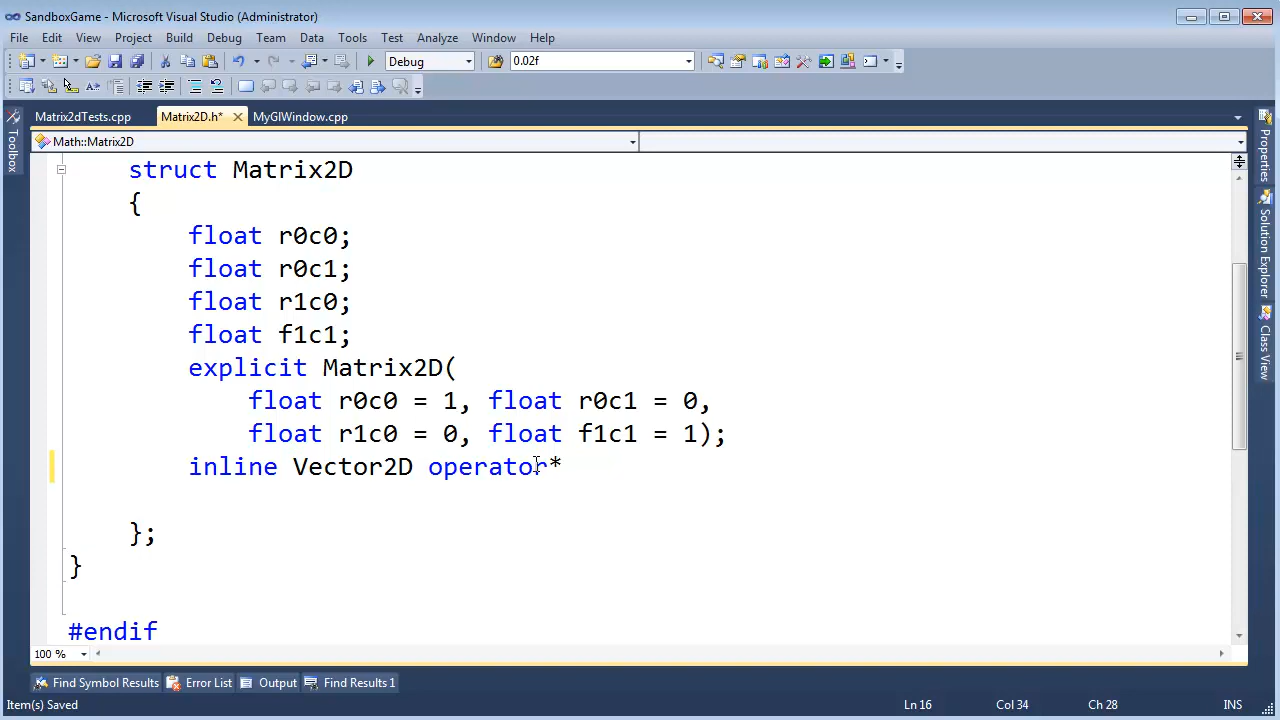 SandboxGame - Microsoft Visual Studio (Administrator)
File Edit View Project Build Debug Team Data Tools Test Analyze Window Help
Debug 0.02f
Matrix2dTests.cpp Matrix2D.h* MyGlWindow.cpp
Math::Matrix2D
Toolbox
Properties
Solution Explorer
Class View
struct Matrix2D
{
float r0c0;
float r0c1;
float r1c0;
float f1c1;
explicit Matrix2D(
float r0c0 = 1, float r0c1 = 0,
float r1c0 = 0, float f1c1 = 1);
inline Vector2D operator*
};
}
#endif
100 %
Find Symbol Results Error List Output Find Results 1
Item(s) Saved Ln 16 Col 34 Ch 28 INS